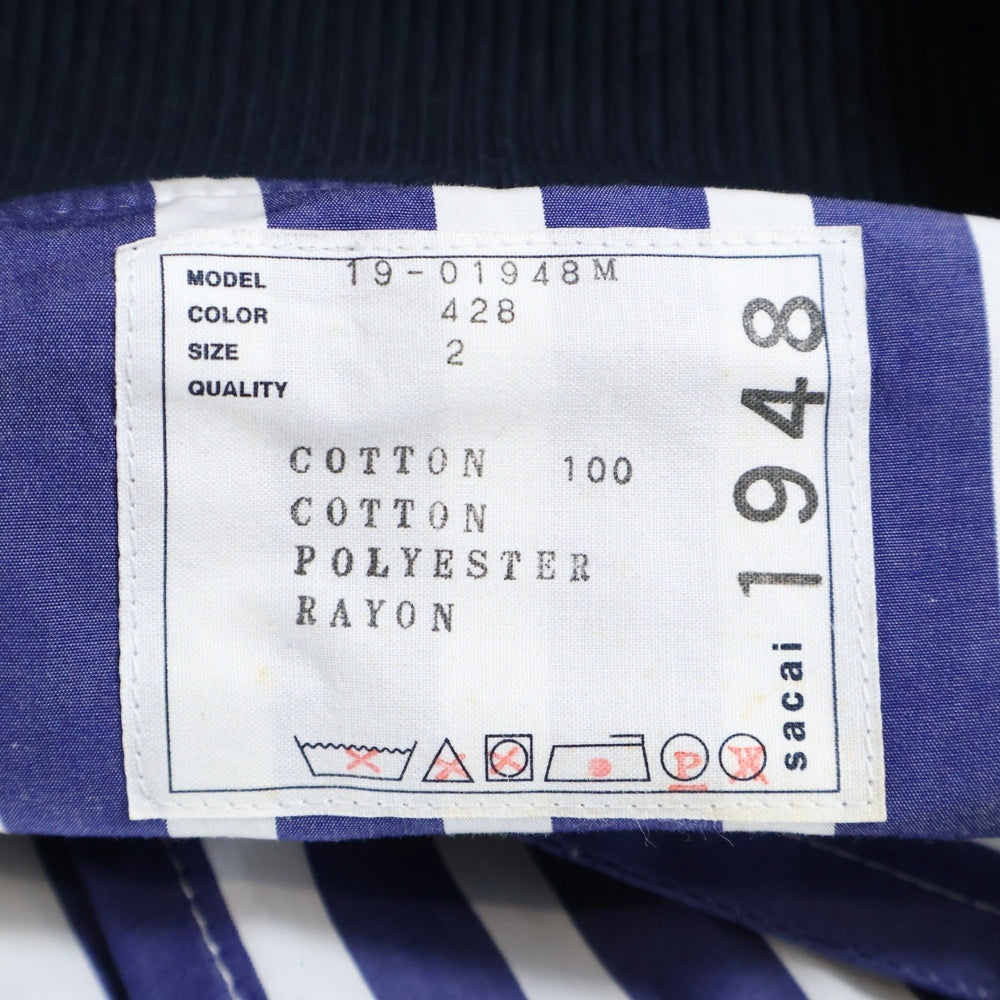 MODEL 19-01948M
COLOR 428
SIZE 2
QUALITY
COTTON 100
COTTON
POLYESTER
RAYON
P
W
sacai 1948